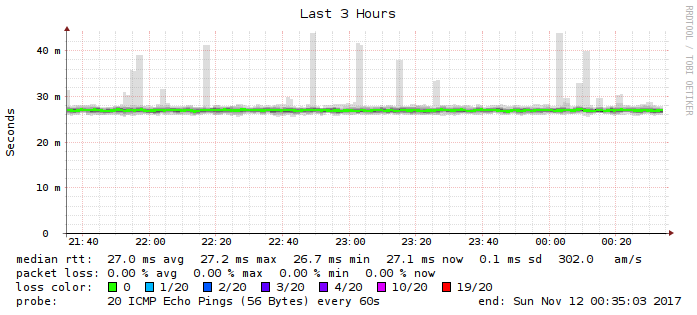 Last 3 Hours
RRDTOOL / TOBI OETIKER
Seconds
40 m
30 m
20 m
10 m
0
21:40 22:00 22:20 22:40 23:00 23:20 23:40 00:00 00:20
median rtt: 27.0 ms avg 27.2 ms max 26.7 ms min 27.1 ms now 0.1 ms sd 302.0 am/s
packet loss: 0.00 % avg 0.00 % max 0.00 % min 0.00 % now
loss color: 0 1/20 2/20 3/20 4/20 10/20 19/20
probe: 20 ICMP Echo Pings (56 Bytes) every 60s end: Sun Nov 12 00:35:03 2017